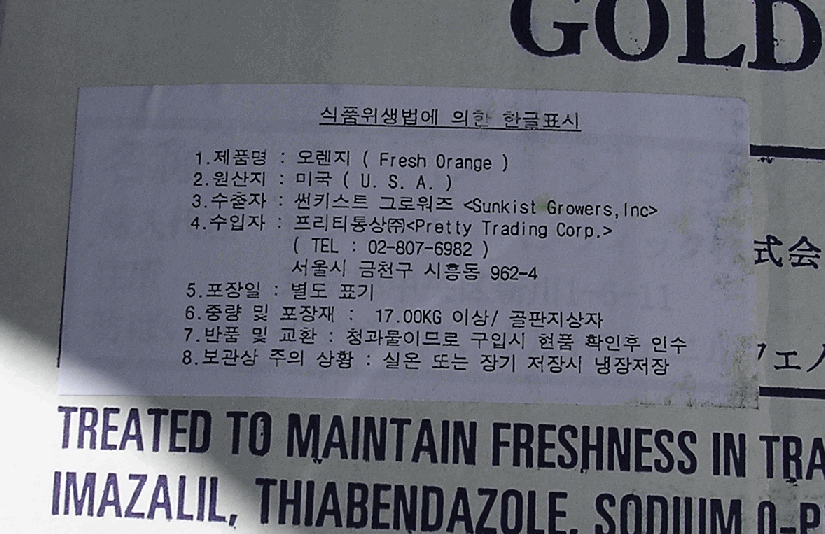 GOLD
식품위생법에 의한 한글표시
1.제품명 : 오렌지 ( Fresh Orange )
2.원산지 : 미국 ( U. S. A. )
3.수출자 : 썬키스트 그로워즈 <Sunkist Growers,Inc>
4.수입자 : 프리티통상㈜<Pretty Trading Corp.>
( TEL : 02-807-6982 )
서울시 금천구 시흥동 962-4
5.포장일 : 별도 표기
6.중량 및 포장재 : 17.00KG 이상/ 골판지상자
7.반품 및 교환 : 청과물이므로 구입시 현품 확인후 인수
8.보관상 주의 상황 : 실온 또는 장기 저장시 냉장저장
式会
フェノ
TREATED TO MAINTAIN FRESHNESS IN TRA
IMAZALIL, THIABENDAZOLE, SODIUM O-P